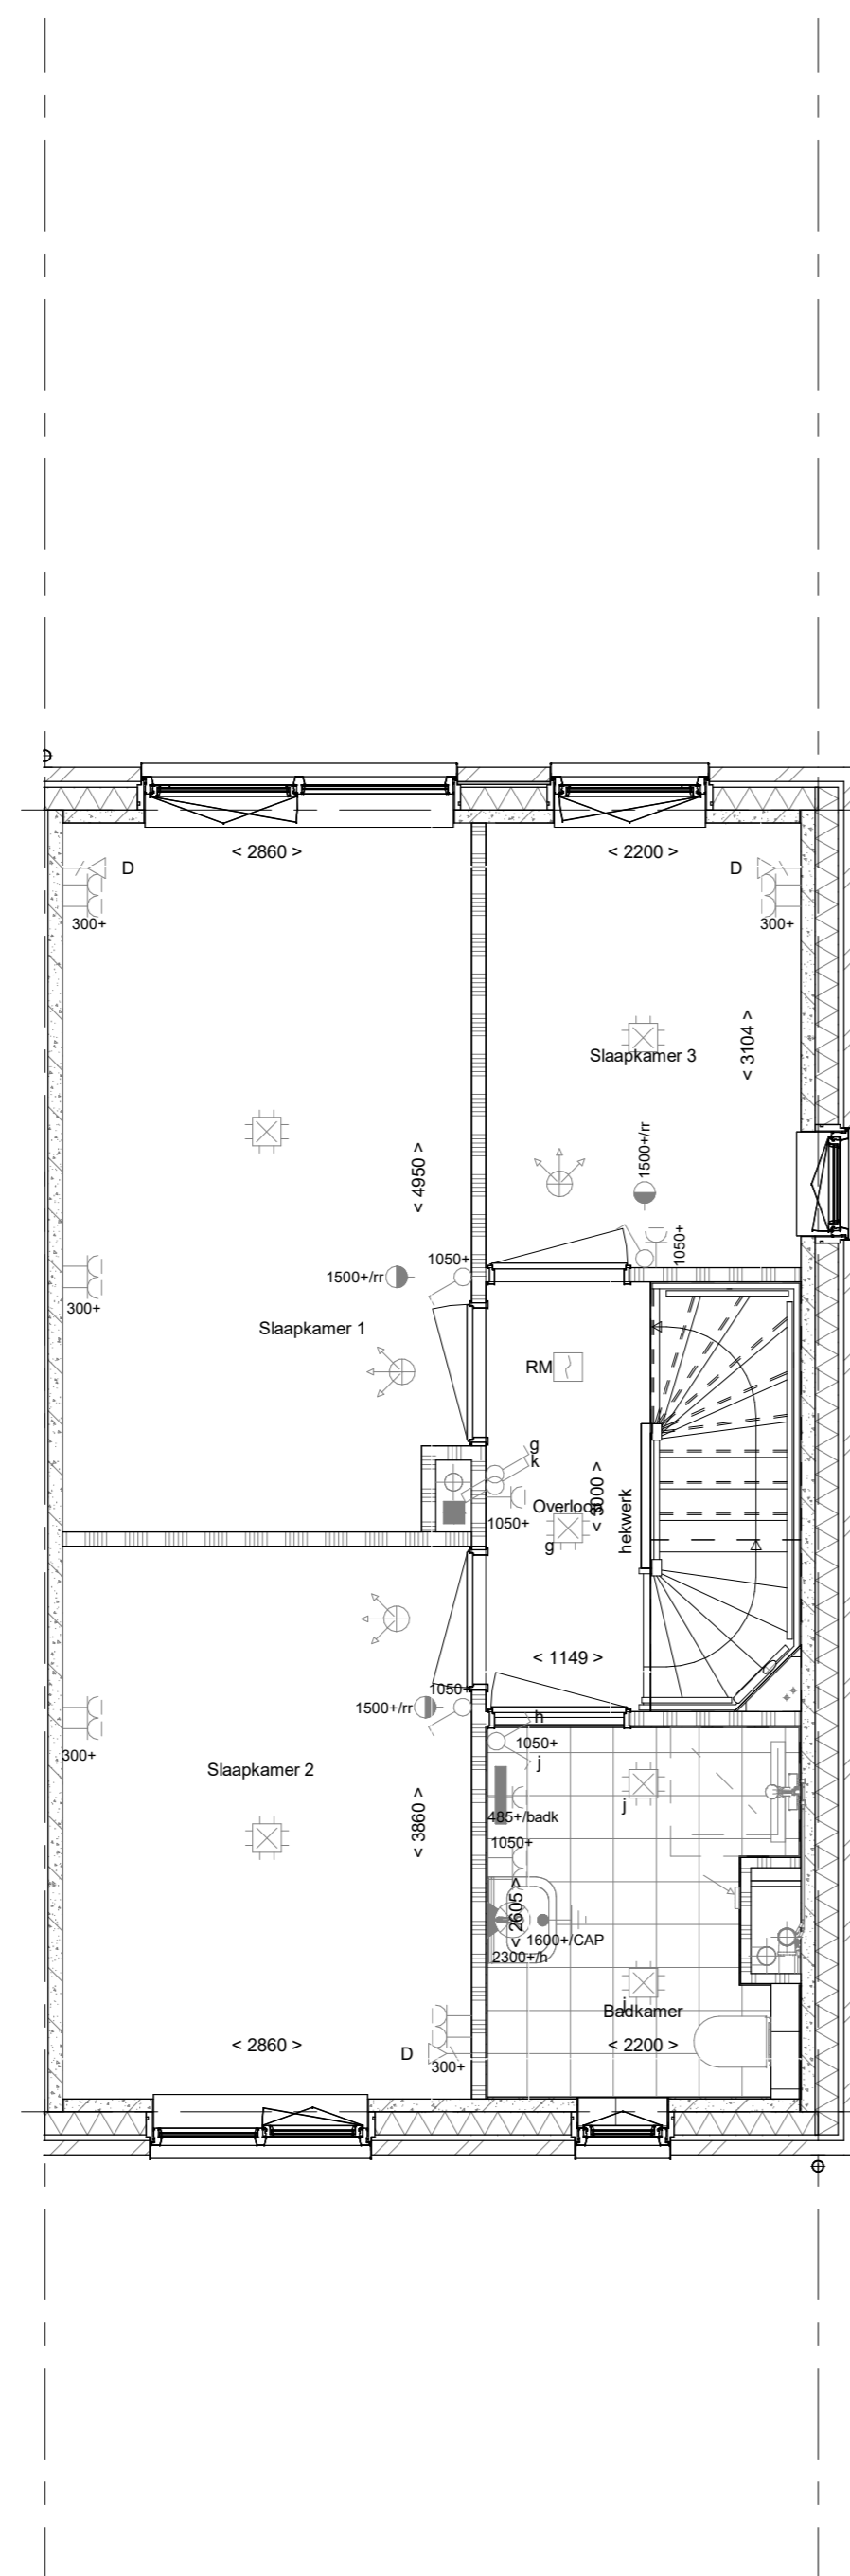 < 2860 >
< 2200 >
D
D
300+
300+
< 3104 >
Slaapkamer 3
1500+/rr
< 4950 >
1050+
1050+
1500+/rr
300+
Slaapkamer 1
RM
g
k
Overloop
< 3000 >
hekwerk
1050+
g
< 1149 >
1050+
1500+/rr
h
1050+
300+
j
Slaapkamer 2
j
485+/badk
< 3860 >
1050+
< 2605 >
1600+/CAP
2300+/h
j
Badkamer
< 2860 >
< 2200 >
D
300+